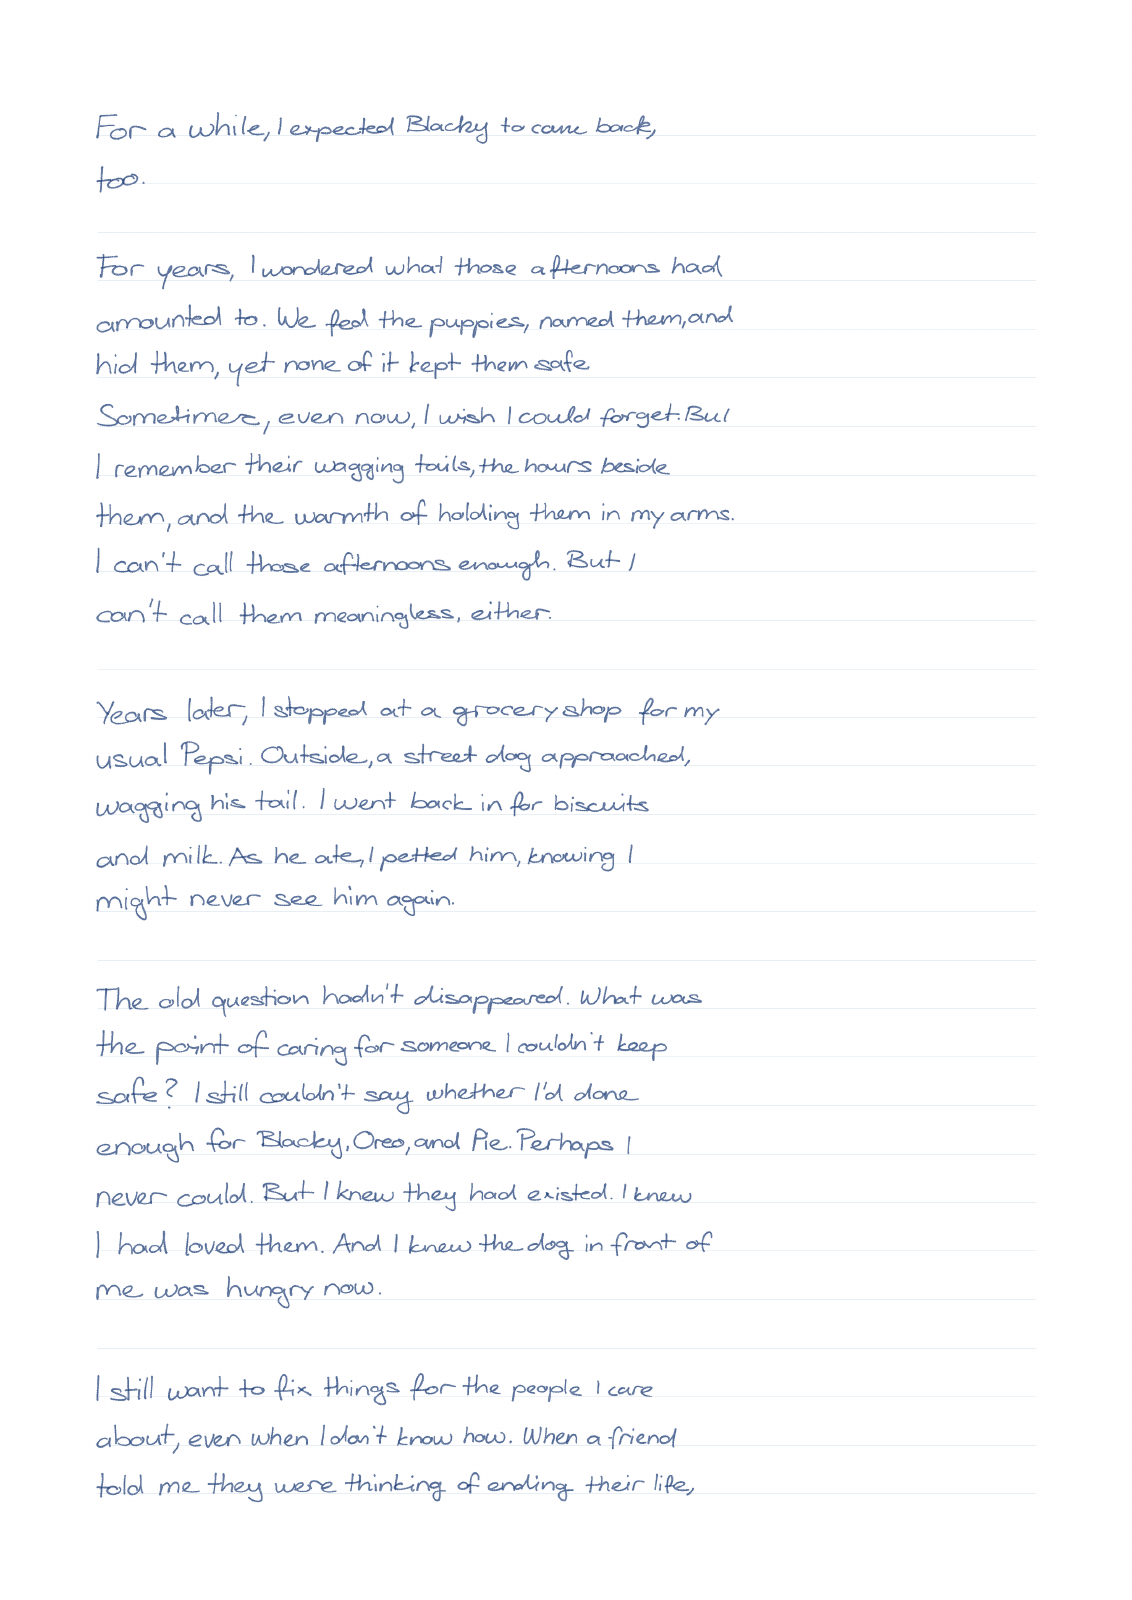 For a while, I expected Blacky to come back,
too.
For years, I wondered what those afternoons had
amounted to. We fed the puppies, named them, and
hid them, yet none of it kept them safe
Sometimes, even now, I wish I could forget. But
I remember their wagging tails, the hours beside
them, and the warmth of holding them in my arms.
I can't call those afternoons enough. But I
can't call them meaningless, either.
Years later, I stopped at a grocery shop for my
usual Pepsi. Outside, a street dog approached,
wagging his tail. I went back in for biscuits
and milk. As he ate, I petted him, knowing I
might never see him again.
The old question hadn't disappeared. What was
the point of caring for someone I couldn't keep
safe? I still couldn't say whether I'd done
enough for Blacky, Oreo, and Pie. Perhaps I
never could. But I knew they had existed. I knew
I had loved them. And I knew the dog in front of
me was hungry now.
I still want to fix things for the people I care
about, even when I don't know how. When a friend
told me they were thinking of ending their life,